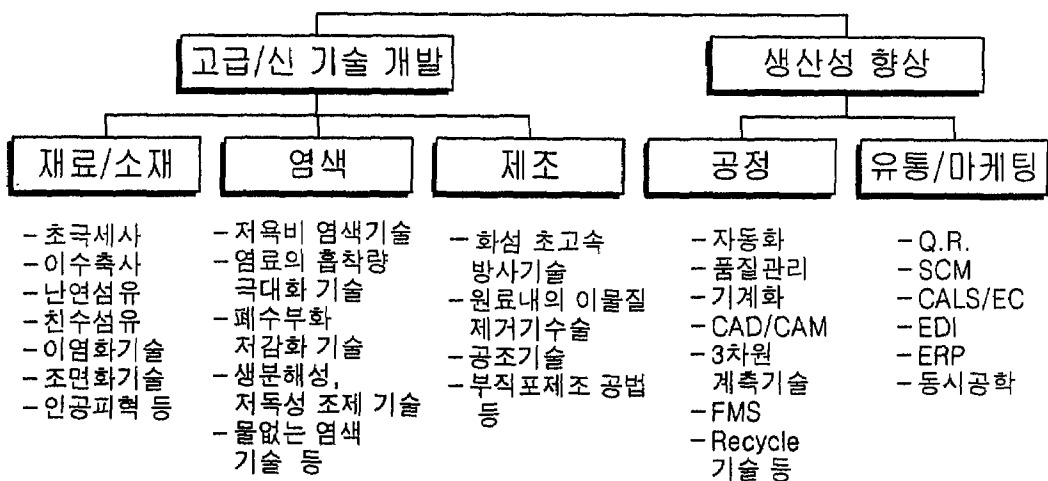 고급/신 기술 개발
생산성 향상
재료/소재
염색
제조
공정
유통/마케팅
– 초극세사
– 이수축사
– 난연섬유
– 친수섬유
– 이염화기술
– 조면화기술
– 인공피혁 등
– 저욕비 염색기술
– 염료의 흡착량
극대화 기술
– 폐수부화
저감화 기술
– 생분해성,
저독성 조제 기술
– 물없는 염색
기술 등
– 화섬 초고속
방사기술
– 원료내의 이물질
제거기수술
– 공조기술
– 부직포제조 공법
등
– 자동화
– 품질관리
– 기계화
– CAD/CAM
– 3차원
계측기술
– FMS
– Recycle
기술 등
– Q.R.
– SCM
– CALS/EC
– EDI
– ERP
– 동시공학